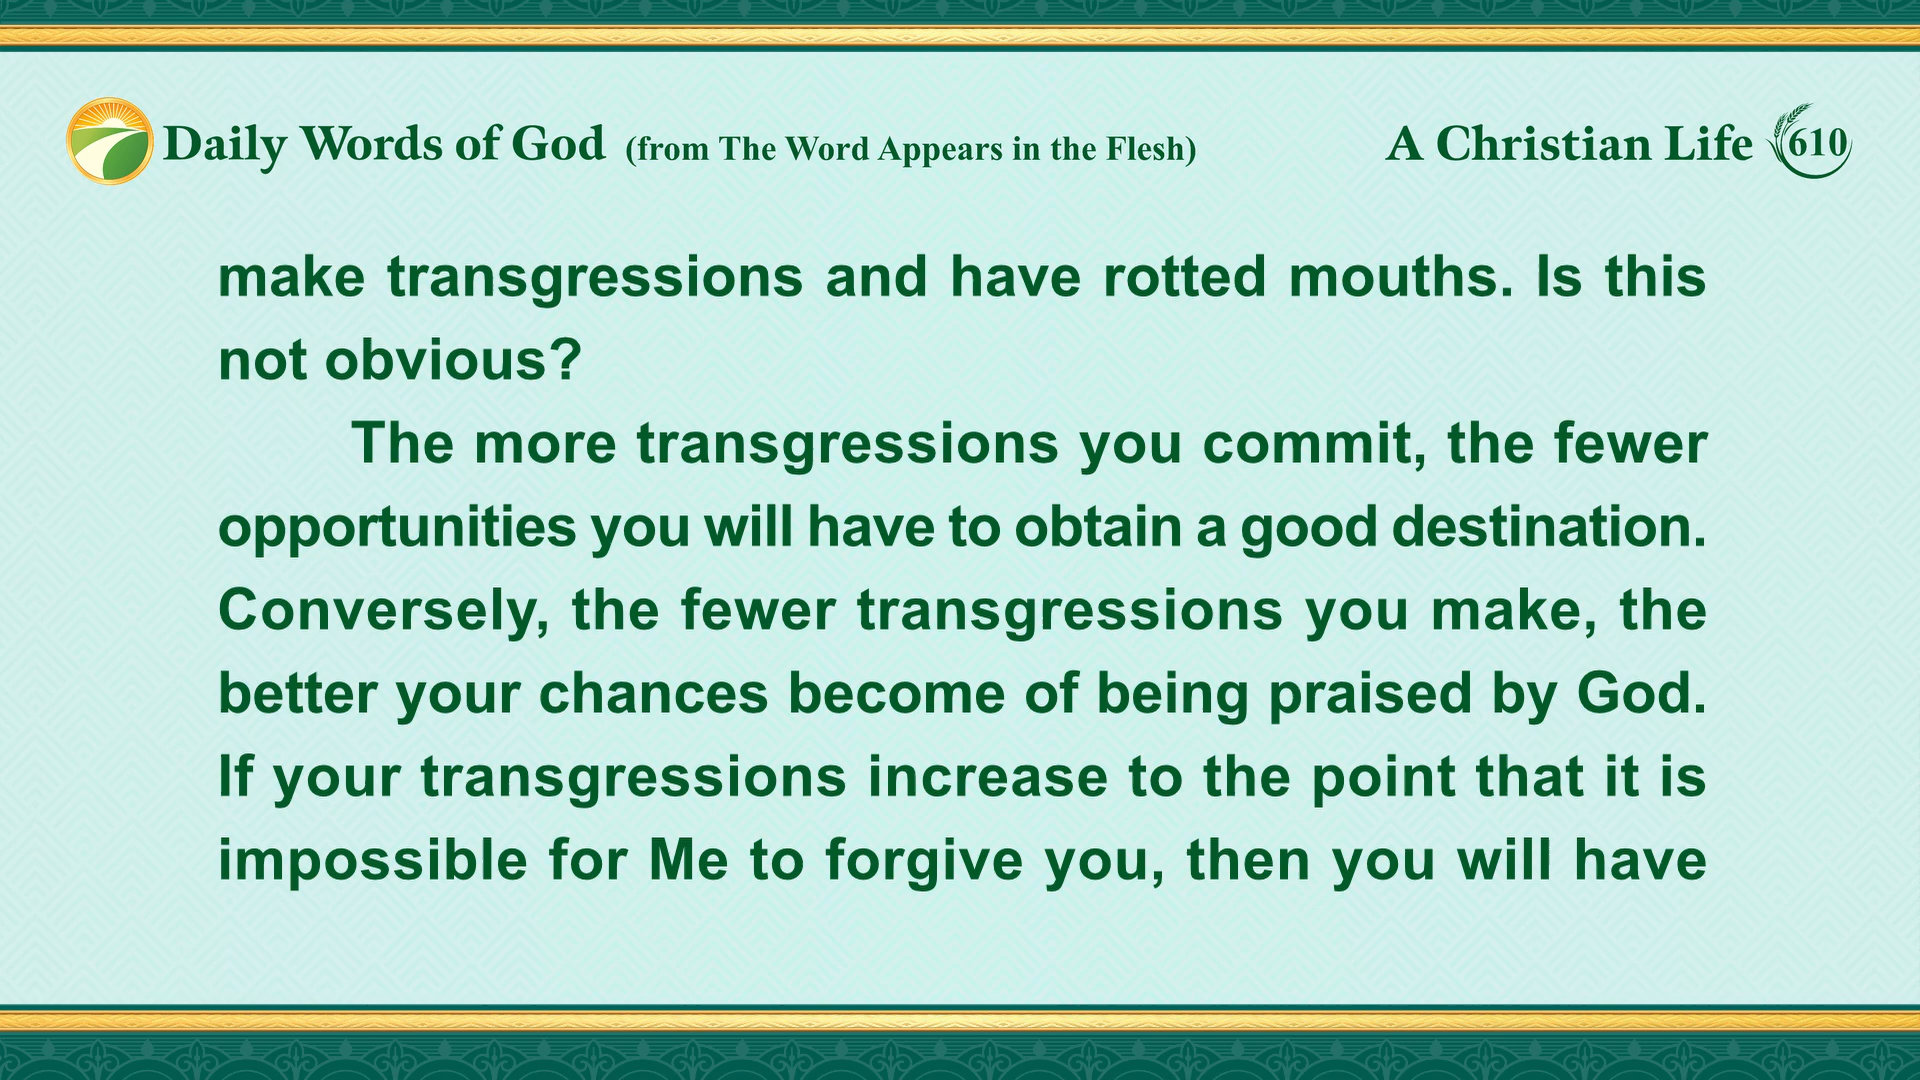 Daily Words of God (from The Word Appears in the Flesh)
A Christian Life 610
make transgressions and have rotted mouths. Is this
not obvious?
The more transgressions you commit, the fewer
opportunities you will have to obtain a good destination.
Conversely, the fewer transgressions you make, the
better your chances become of being praised by God.
If your transgressions increase to the point that it is
impossible for Me to forgive you, then you will have